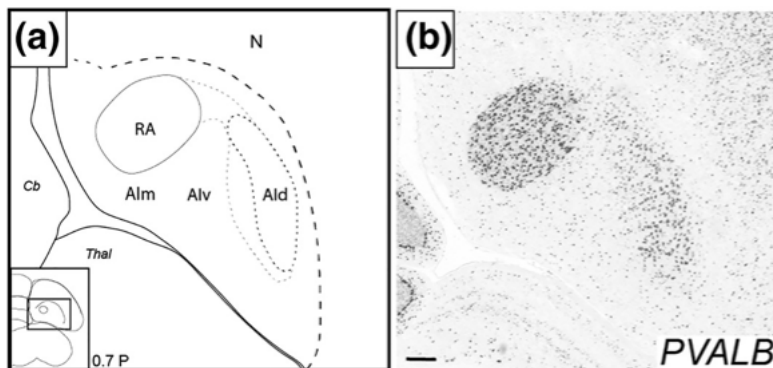 (a)
N
RA
Cb
AIm
AIv
AId
Thal
0.7 P
(b)
PVALB